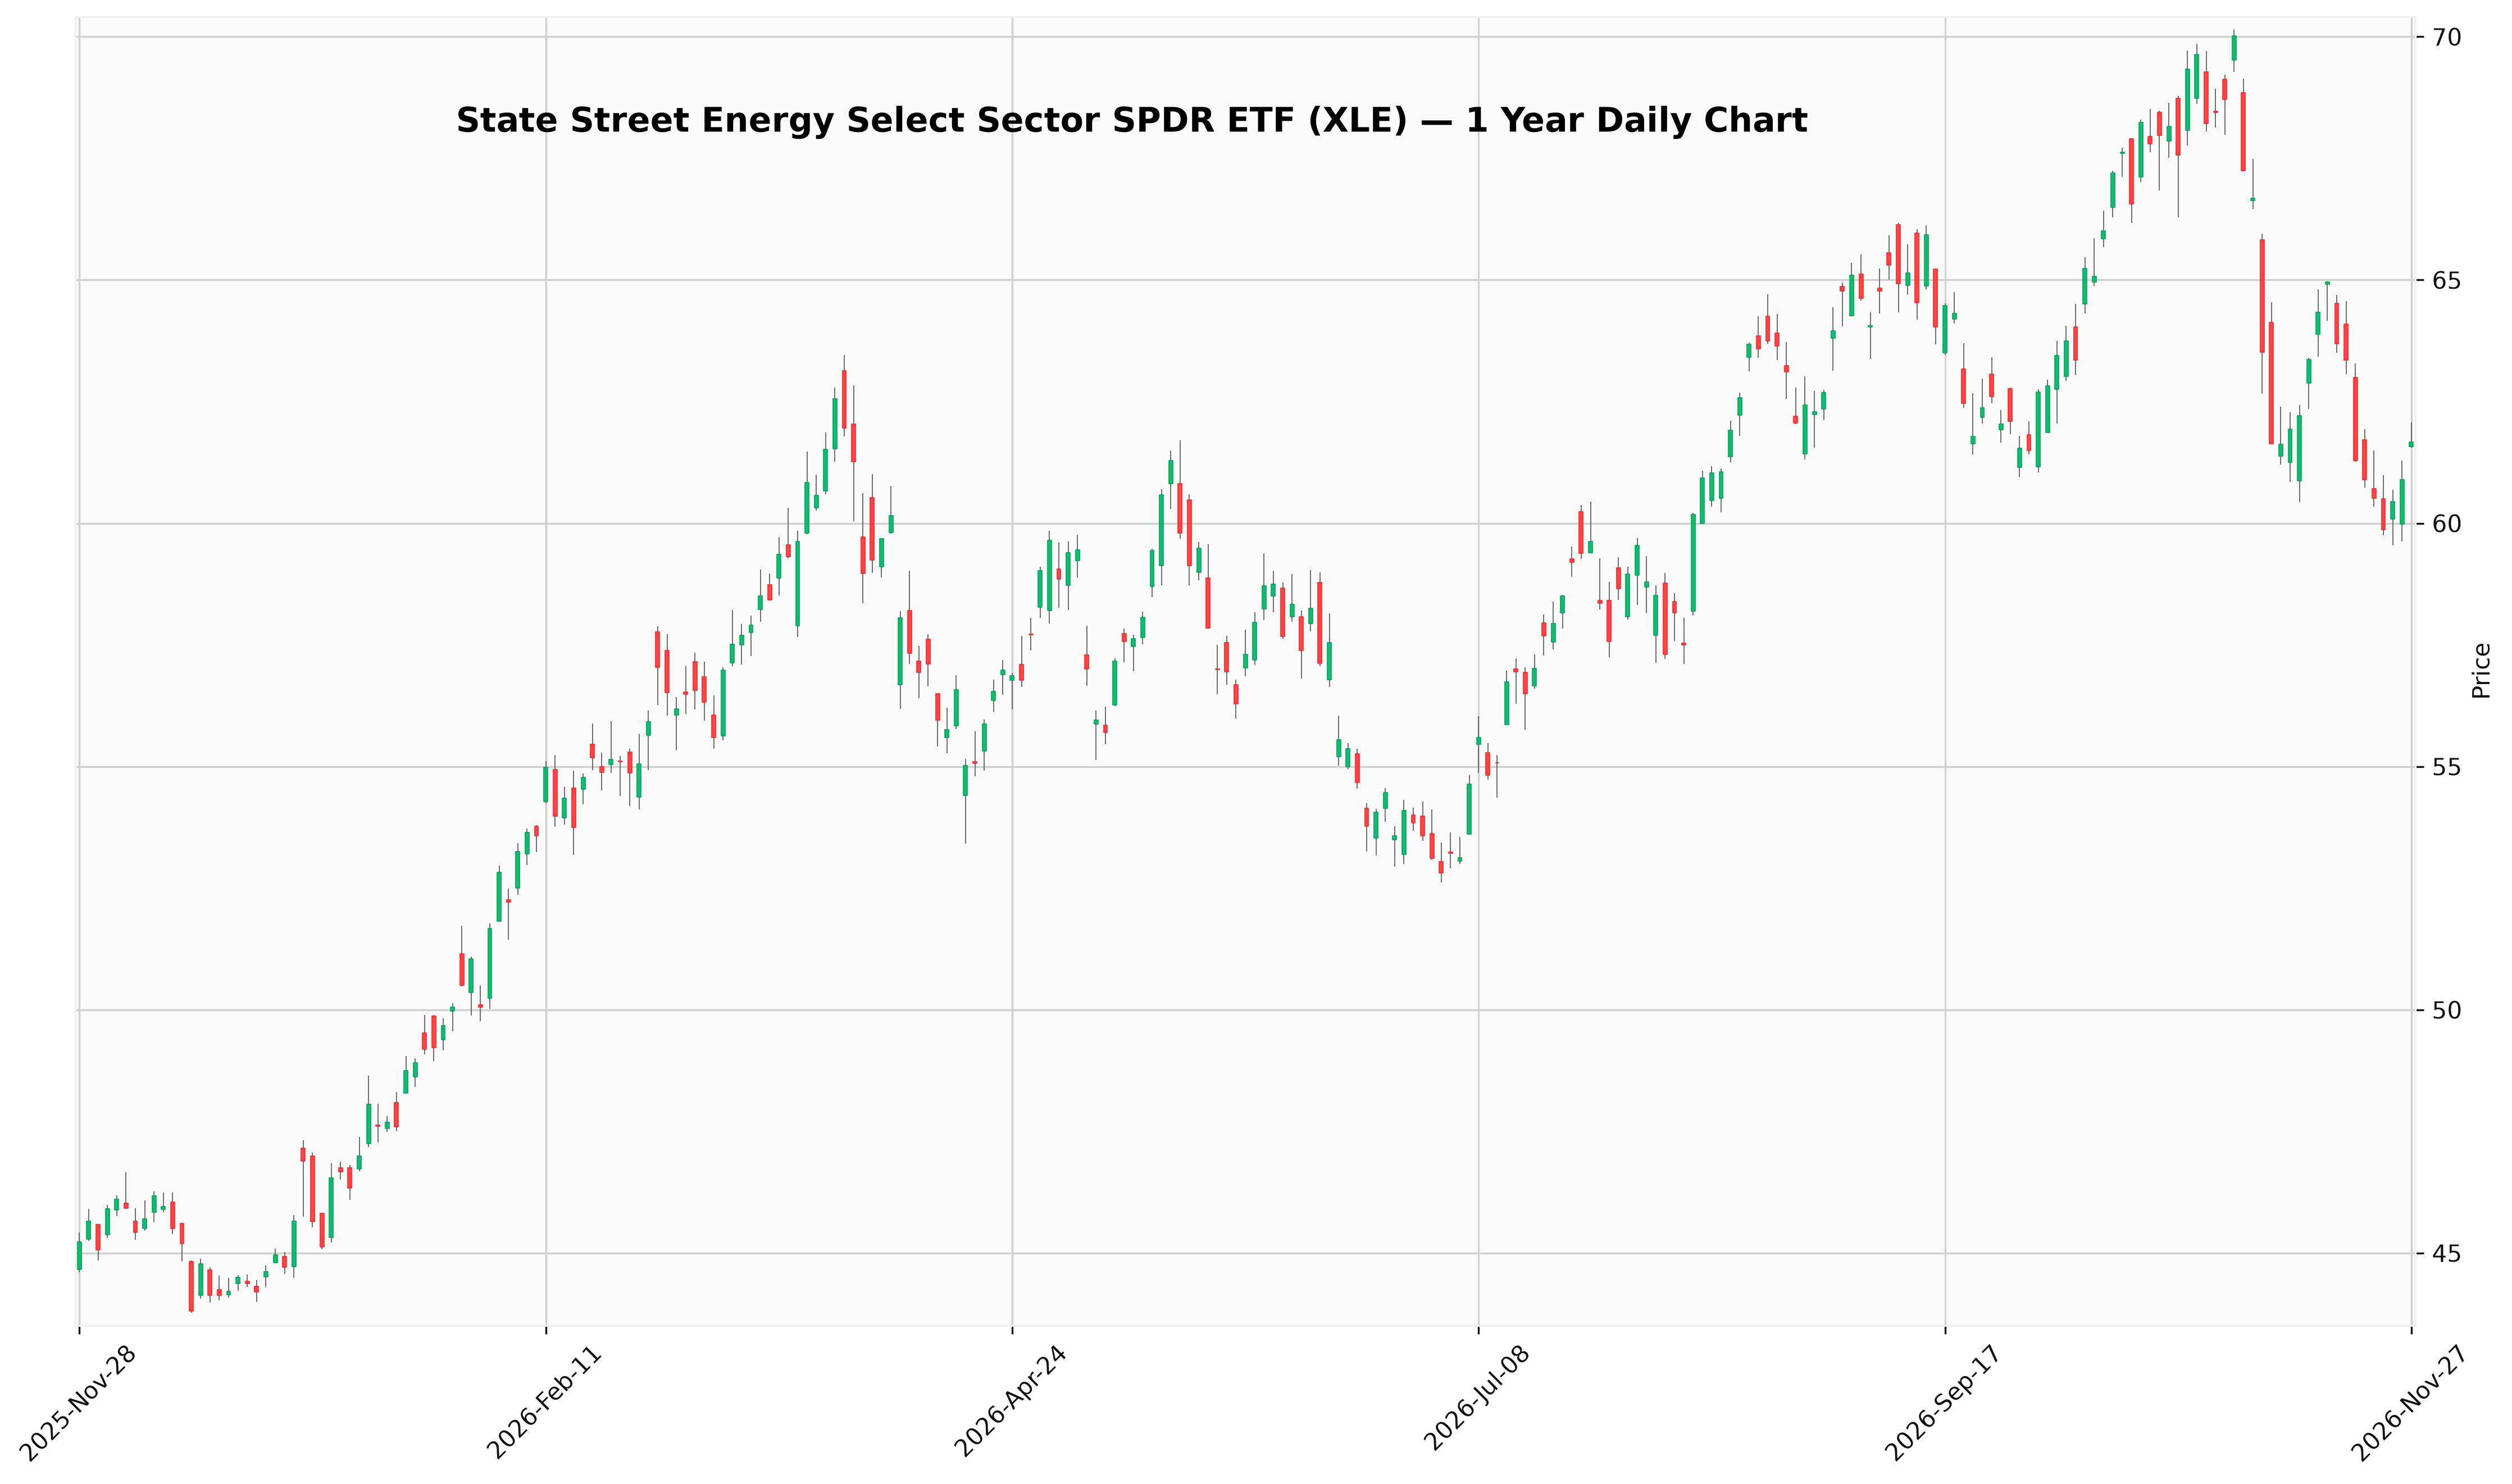 State Street Energy Select Sector SPDR ETF (XLE) — 1 Year Daily Chart
70
65
60
55
50
45
Price
2025-Nov-28
2026-Feb-11
2026-Apr-24
2026-Jul-08
2026-Sep-17
2026-Nov-27